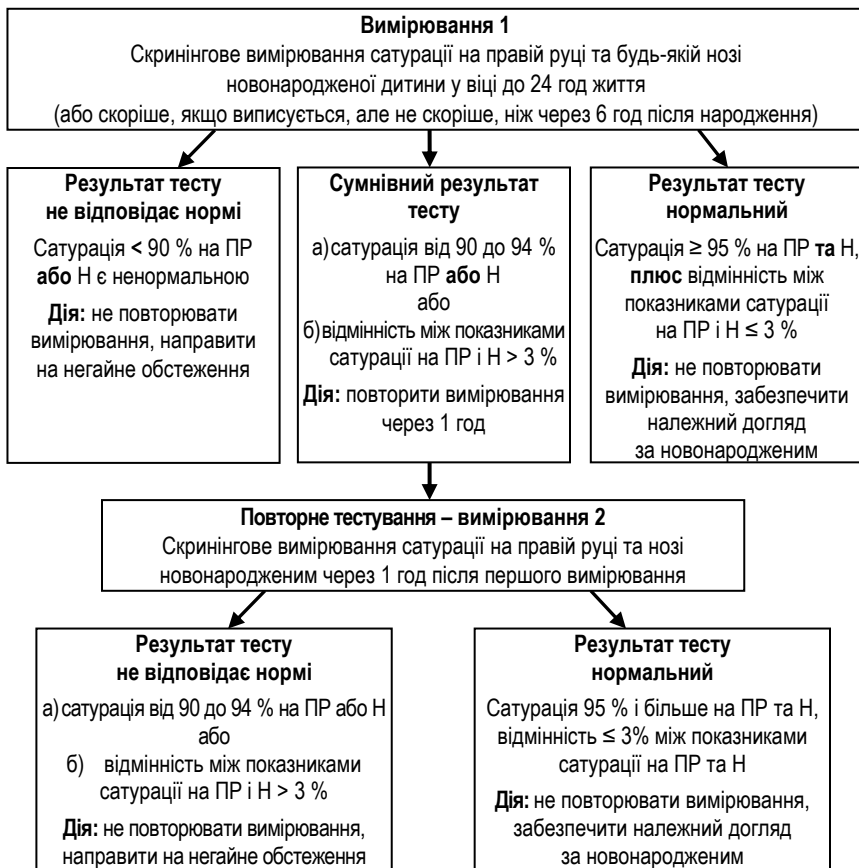 Вимірювання 1
Скринінгове вимірювання сатурації на правій руці та будь-якій нозі
новонародженої дитини у віці до 24 год життя
(або скоріше, якщо виписується, але не скоріше, ніж через 6 год після народження)
Результат тесту
не відповідає нормі
Сатурація < 90 % на ПР
або Н є ненормальною
Дія: не повторювати
вимірювання, направити
на негайне обстеження
Сумнівний результат
тесту
а) сатурація від 90 до 94 %
на ПР або Н
або
б) відмінність між показниками
сатурації на ПР і Н > 3 %
Дія: повторити вимірювання
через 1 год
Результат тесту
нормальний
Сатурація ≥ 95 % на ПР та Н,
плюс відмінність між
показниками сатурації
на ПР і Н ≤ 3 %
Дія: не повторювати
вимірювання, забезпечити
належний догляд
за новонародженим
Повторне тестування – вимірювання 2
Скринінгове вимірювання сатурації на правій руці та нозі
новонародженим через 1 год після першого вимірювання
Результат тесту
не відповідає нормі
а) сатурація від 90 до 94 % на ПР або Н
або
б) відмінність між показниками
сатурації на ПР і Н > 3 %
Дія: не повторювати вимірювання,
направити на негайне обстеження
Результат тесту
нормальний
Сатурація 95 % і більше на ПР та Н,
відмінність ≤ 3% між показниками
сатурації на ПР та Н
Дія: не повторювати вимірювання,
забезпечити належний догляд
за новонародженим